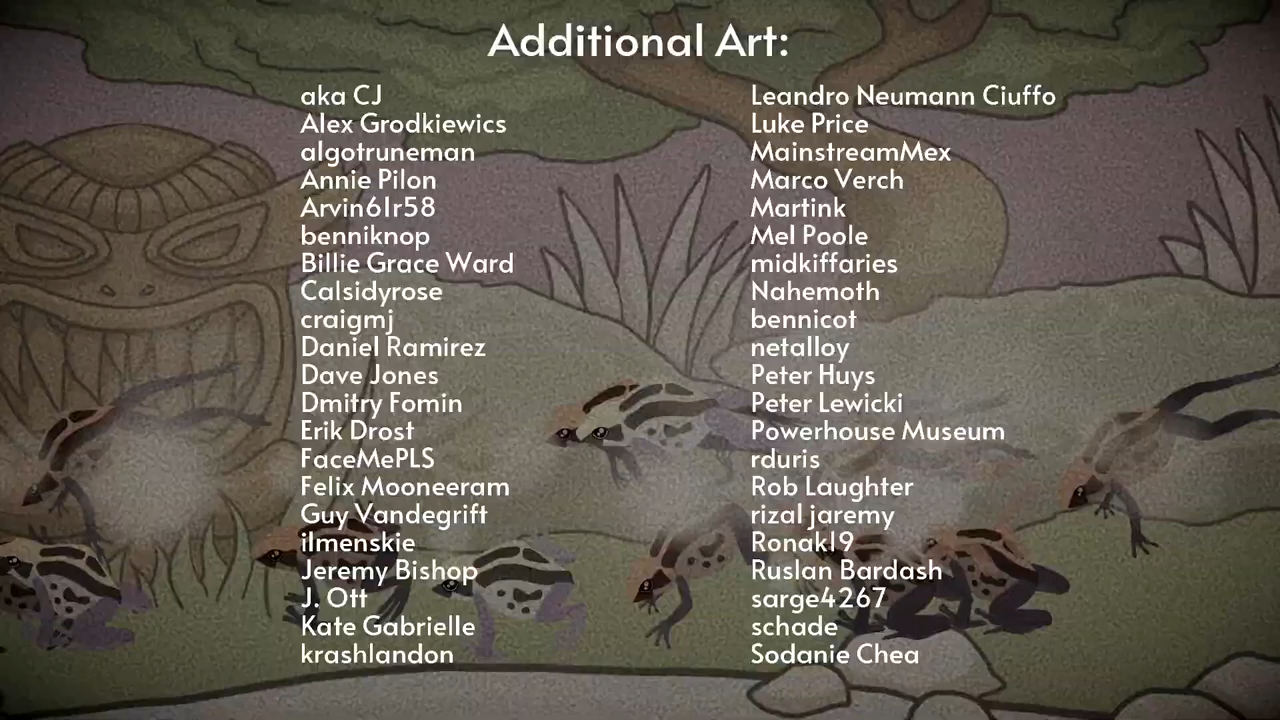 Additional Art:
aka CJ
Alex Grodkiewics
algotruneman
Annie Pilon
Arvin61r58
benniknop
Billie Grace Ward
Calsidyrose
craigmj
Daniel Ramirez
Dave Jones
Dmitry Fomin
Erik Drost
FaceMePLS
Felix Mooneeram
Guy Vandegrift
ilmenskie
Jeremy Bishop
J. Ott
Kate Gabrielle
krashlandon
Leandro Neumann Ciuffo
Luke Price
MainstreamMex
Marco Verch
Martink
Mel Poole
midkiffaries
Nahemoth
bennicot
netalloy
Peter Huys
Peter Lewicki
Powerhouse Museum
rduris
Rob Laughter
rizal jaremy
Ronakl9
Ruslan Bardash
sarge4267
schade
Sodanie Chea